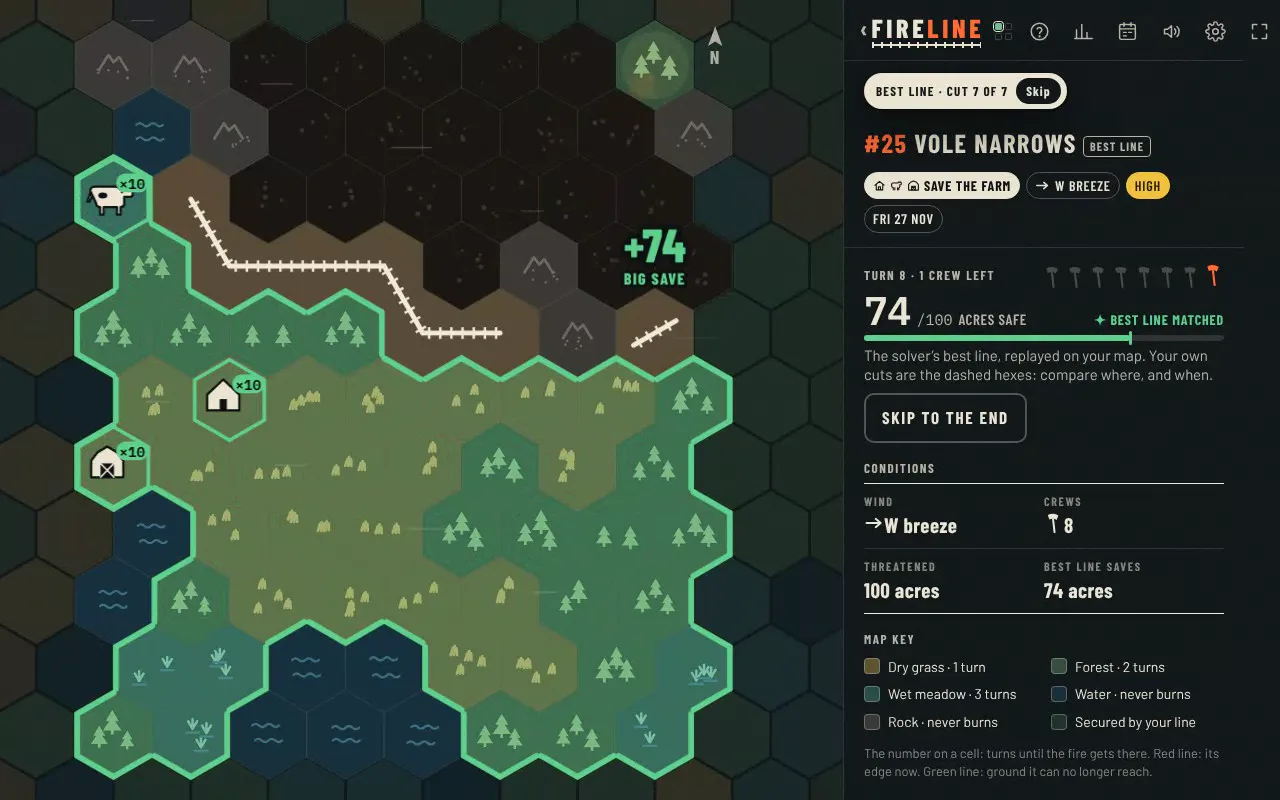 N
×10
+74
BIG SAVE
×10
×10
‹ FIRELINE
BEST LINE · CUT 7 OF 7 Skip
#25 VOLE NARROWS BEST LINE
SAVE THE FARM → W BREEZE HIGH
FRI 27 NOV
TURN 8 · 1 CREW LEFT
74 /100 ACRES SAFE ✦ BEST LINE MATCHED
The solver's best line, replayed on your map. Your own
cuts are the dashed hexes: compare where, and when.
SKIP TO THE END
CONDITIONS
WIND CREWS
→W breeze 8
THREATENED BEST LINE SAVES
100 acres 74 acres
MAP KEY
Dry grass · 1 turn Forest · 2 turns
Wet meadow · 3 turns Water · never burns
Rock · never burns Secured by your line
The number on a cell: turns until the fire gets there. Red line: its
edge now. Green line: ground it can no longer reach.